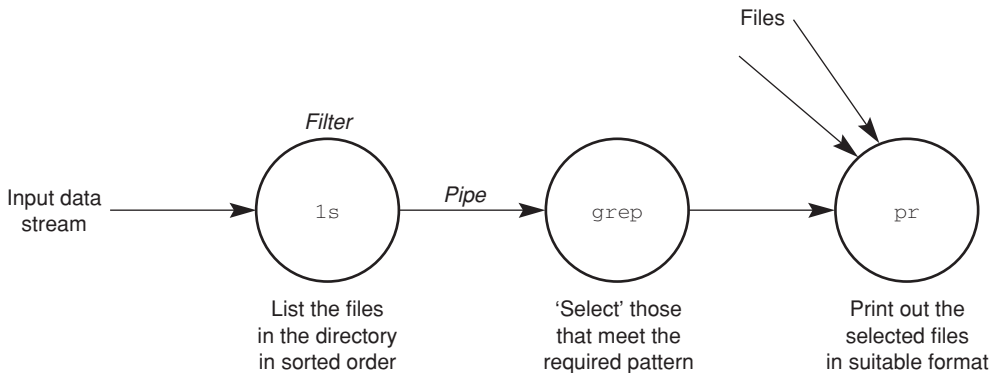 Files
Filter
Input data
stream
1s
Pipe
grep
pr
List the files
in the directory
in sorted order
‘Select’ those
that meet the
required pattern
Print out the
selected files
in suitable format